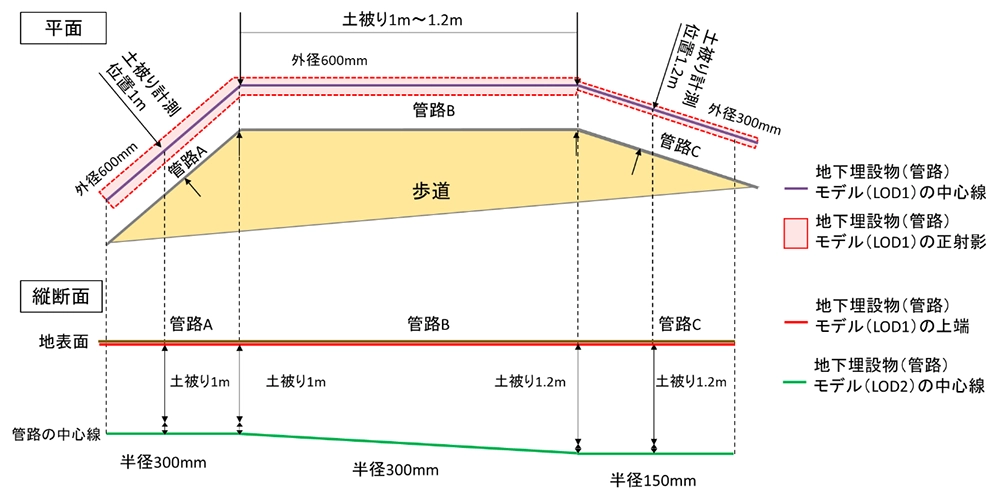 平面
土被り1m～1.2m
外径600mm
土被り計測
位置1m
土被り計測
位置1.2m
外径600mm
管路A
管路B
外径300mm
管路C
歩道
地下埋設物（管路）
モデル（LOD1）の中心線
地下埋設物（管路）
モデル（LOD1）の正射影
縦断面
管路A
管路B
管路C
地表面
土被り1m
土被り1m
土被り1.2m
土被り1.2m
管路の中心線
半径300mm
半径300mm
半径150mm
地下埋設物（管路）
モデル（LOD1）の上端
地下埋設物（管路）
モデル（LOD2）の中心線